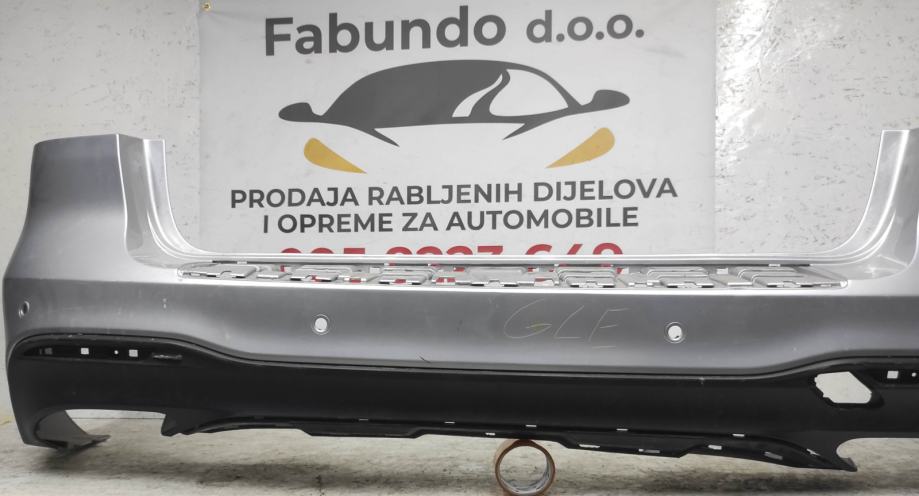 Fabundo d.o.o.
PRODAJA RABLJENIH DIJELOVA
I OPREME ZA AUTOMOBILE
GLE